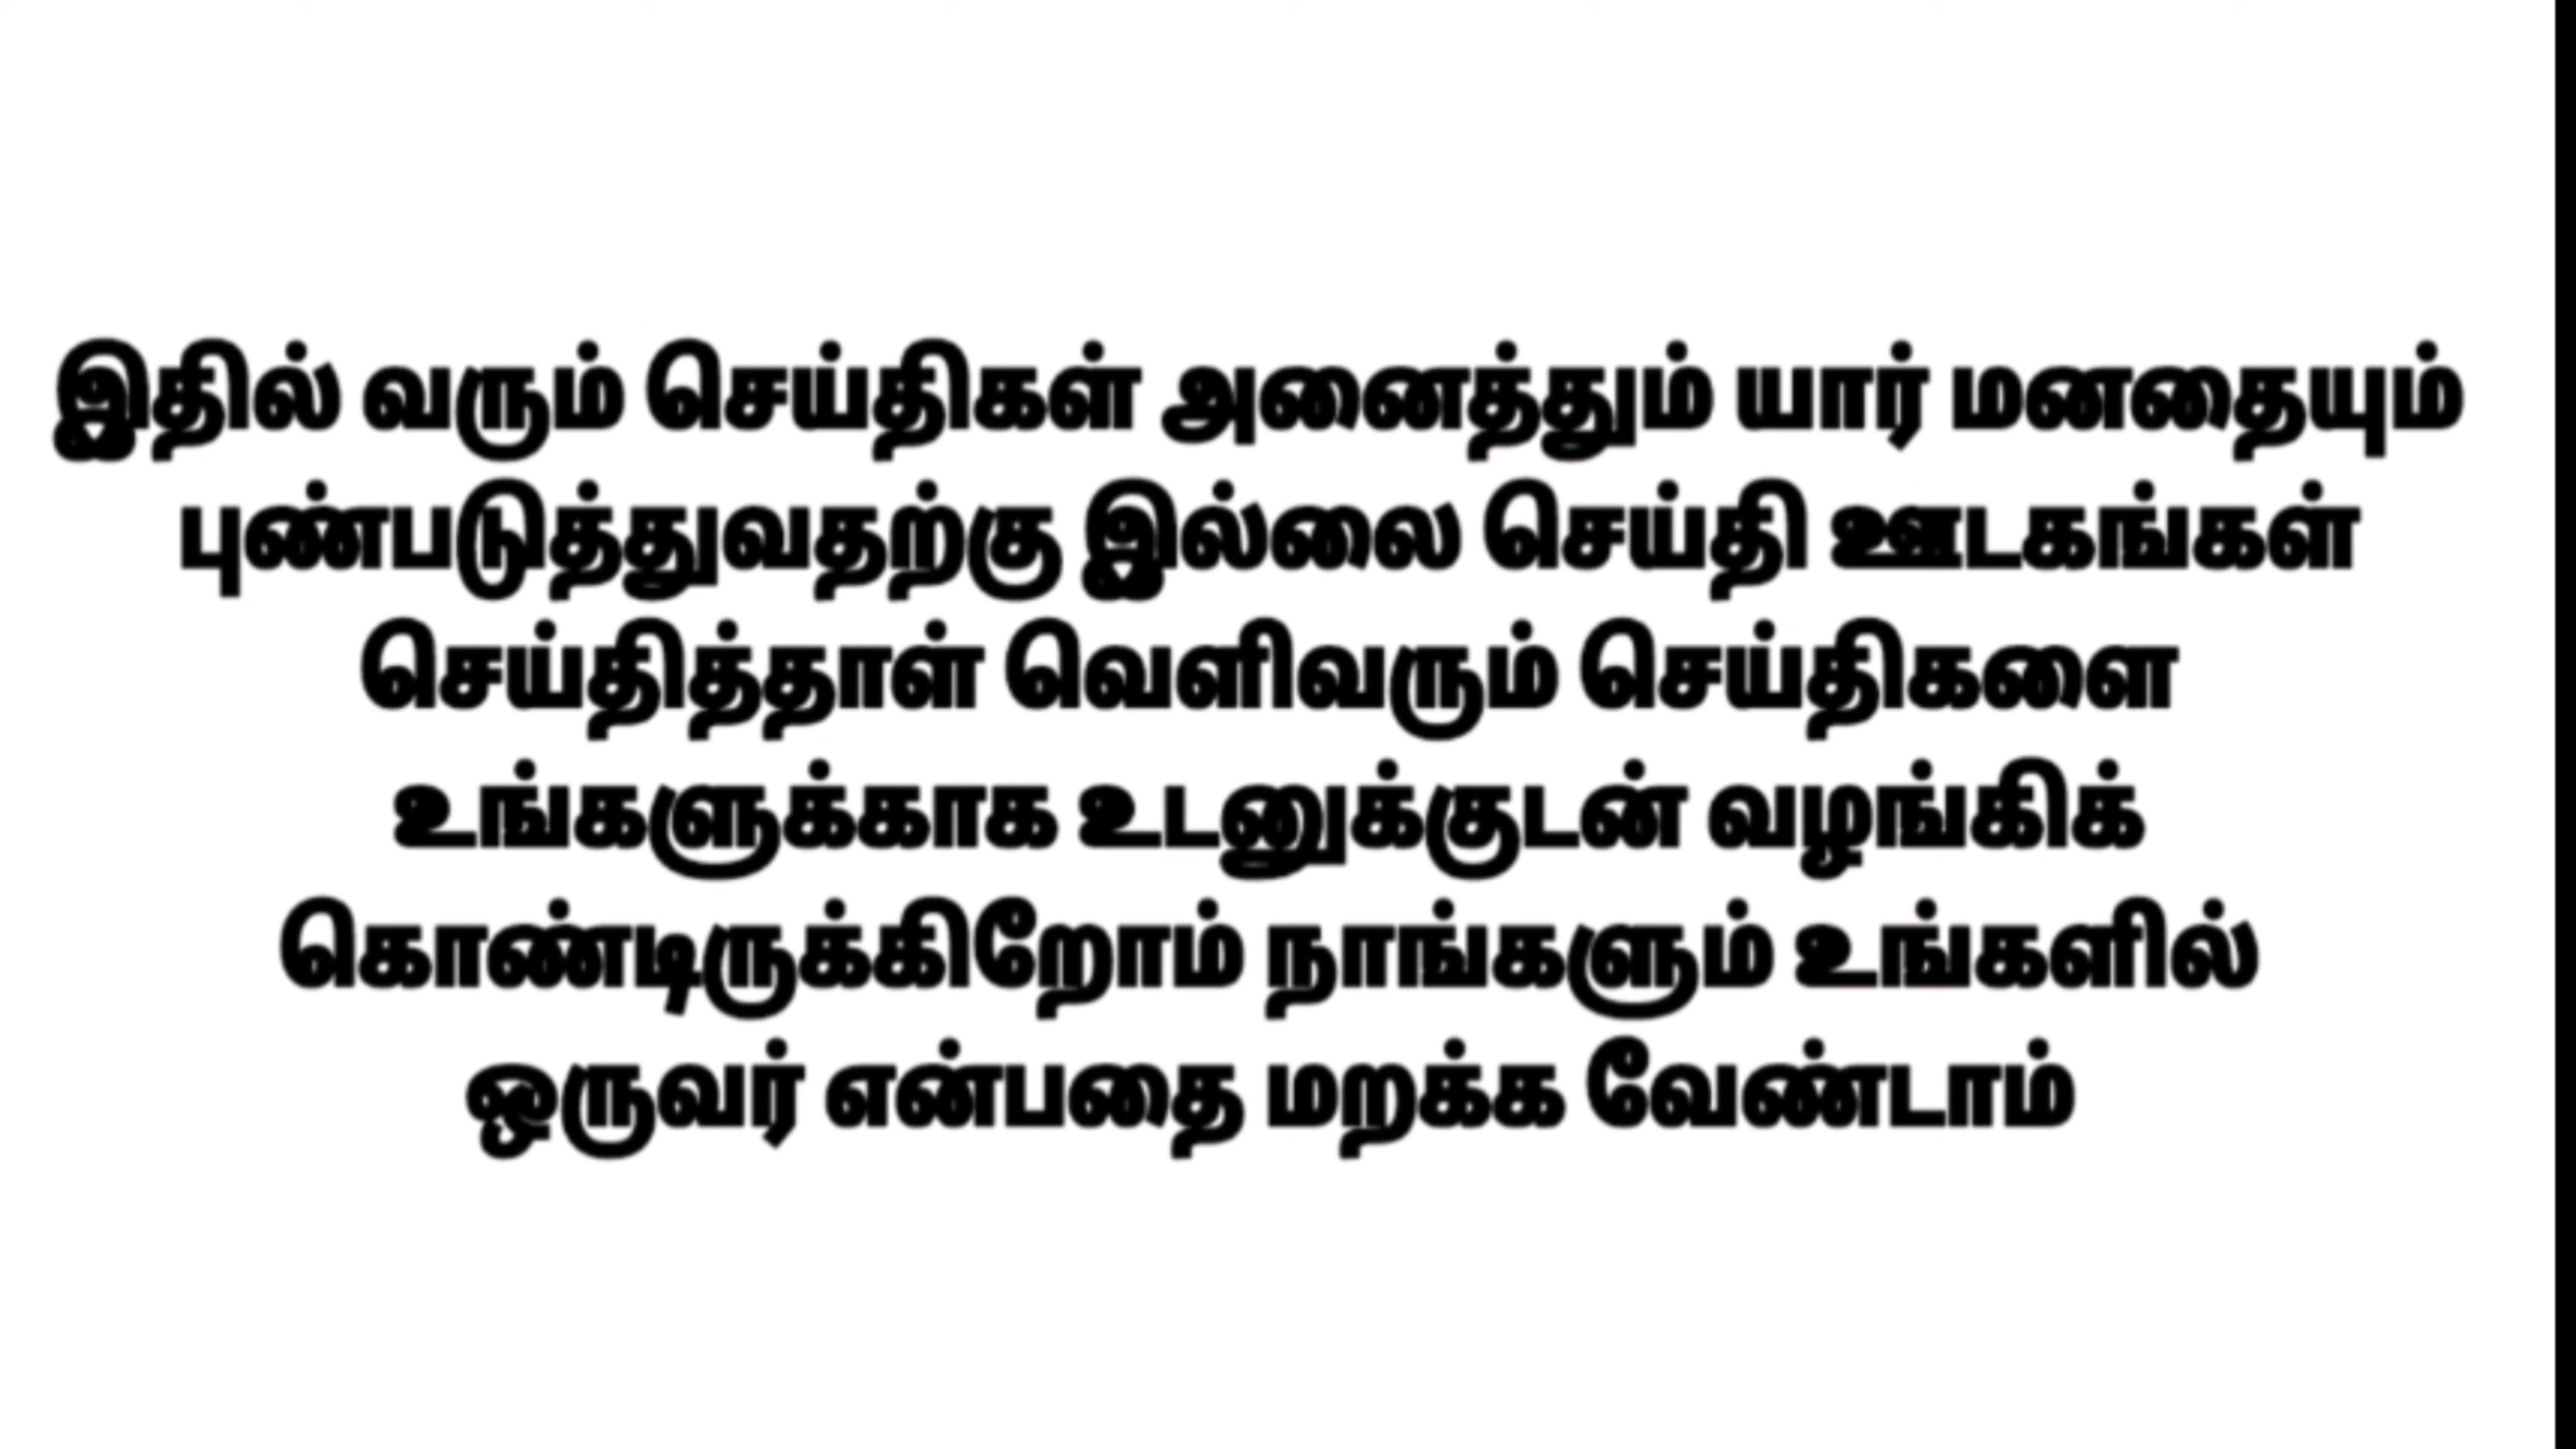 இதில் வரும் செய்திகள் அனைத்தும் யார் மனதையும்
புண்படுத்துவதற்கு இல்லை செய்தி ஊடகங்கள்
செய்தித்தாள் வெளிவரும் செய்திகளை
உங்களுக்காக உடனுக்குடன் வழங்கிக்
கொண்டிருக்கிறோம் நாங்களும் உங்களில்
ஒருவர் என்பதை மறக்க வேண்டாம்